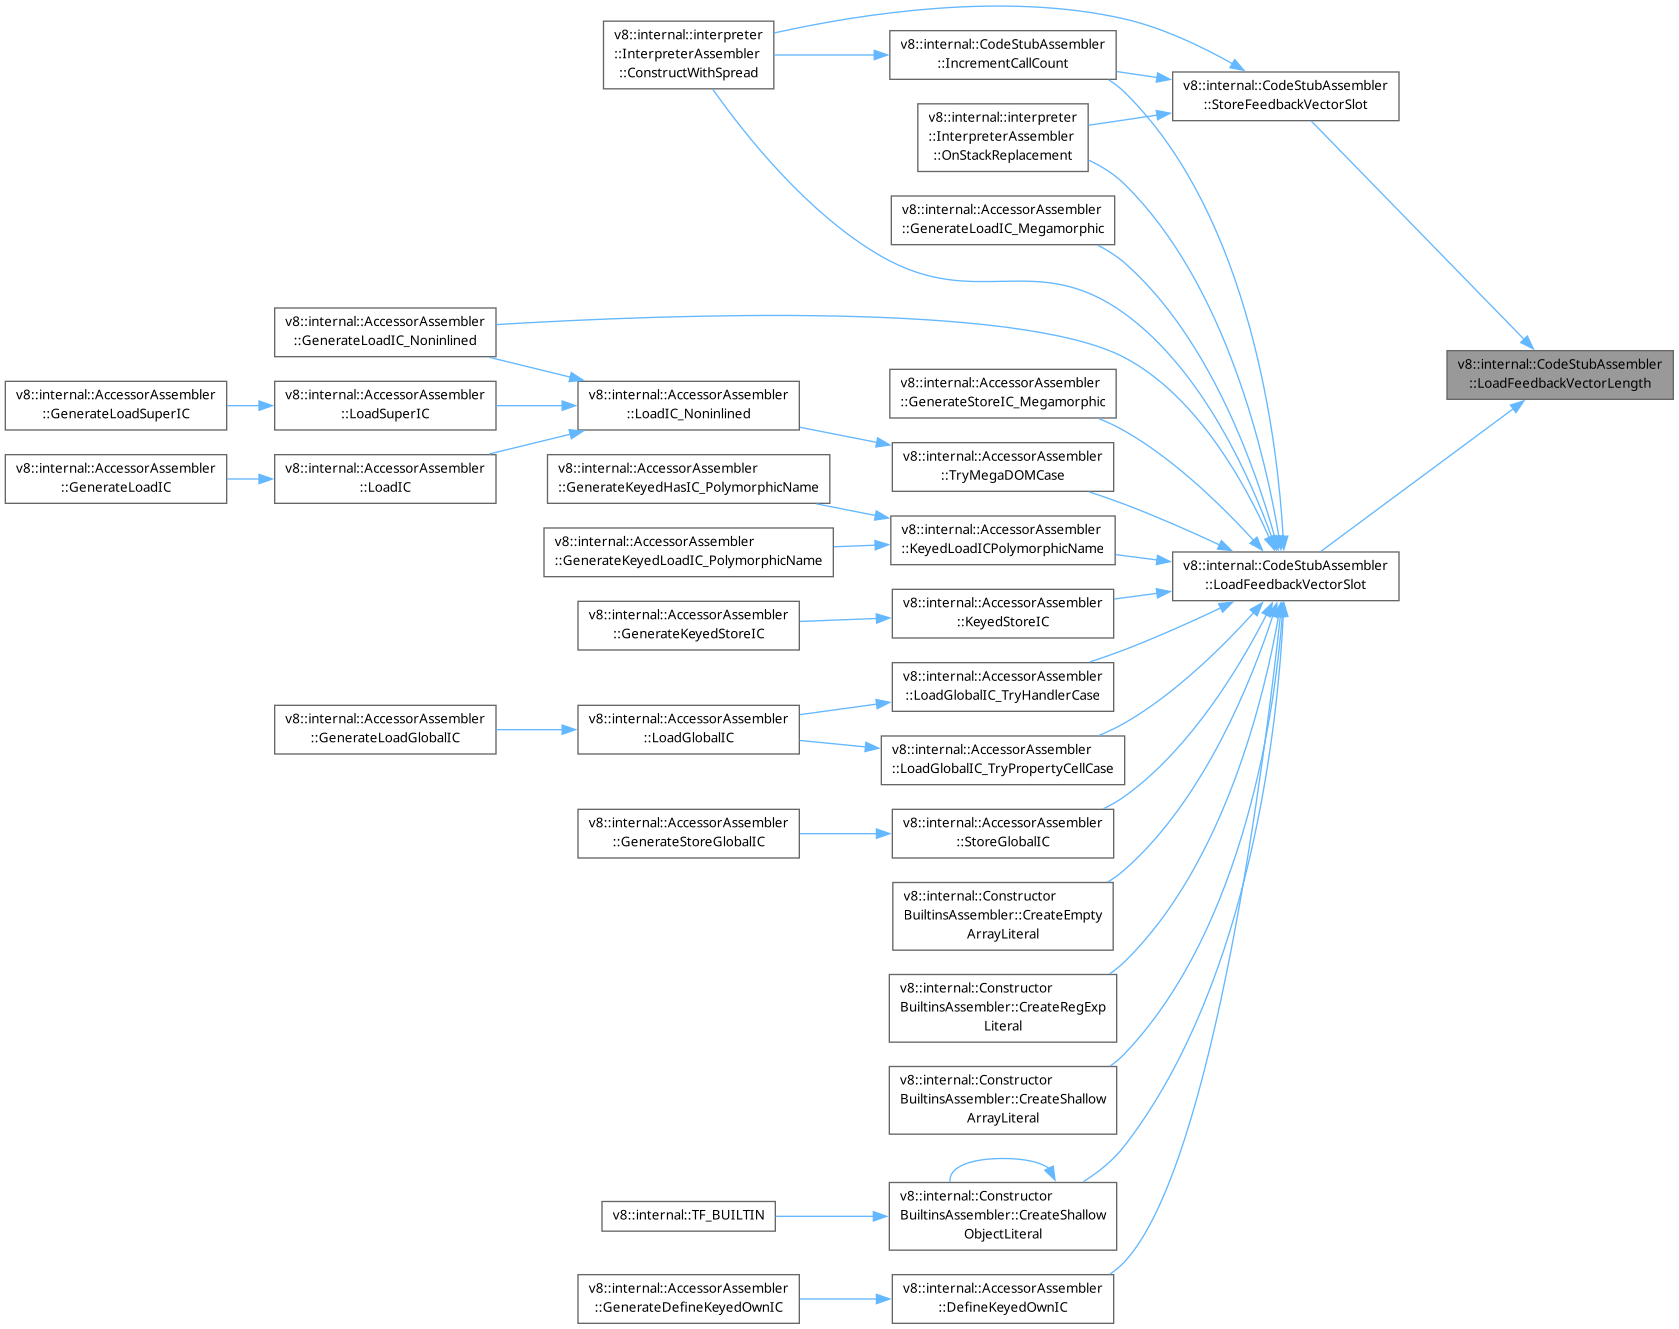 v8::internal::interpreter
::InterpreterAssembler
::ConstructWithSpread
v8::internal::CodeStubAssembler
::IncrementCallCount
v8::internal::CodeStubAssembler
::StoreFeedbackVectorSlot
v8::internal::interpreter
::InterpreterAssembler
::OnStackReplacement
v8::internal::AccessorAssembler
::GenerateLoadIC_Megamorphic
v8::internal::AccessorAssembler
::GenerateLoadIC_Noninlined
v8::internal::CodeStubAssembler
::LoadFeedbackVectorLength
v8::internal::AccessorAssembler
::GenerateLoadSuperIC
v8::internal::AccessorAssembler
::LoadSuperIC
v8::internal::AccessorAssembler
::LoadIC_Noninlined
v8::internal::AccessorAssembler
::GenerateStoreIC_Megamorphic
v8::internal::AccessorAssembler
::GenerateLoadIC
v8::internal::AccessorAssembler
::LoadIC
v8::internal::AccessorAssembler
::GenerateKeyedHasIC_PolymorphicName
v8::internal::AccessorAssembler
::TryMegaDOMCase
v8::internal::AccessorAssembler
::GenerateKeyedLoadIC_PolymorphicName
v8::internal::AccessorAssembler
::KeyedLoadICPolymorphicName
v8::internal::CodeStubAssembler
::LoadFeedbackVectorSlot
v8::internal::AccessorAssembler
::GenerateKeyedStoreIC
v8::internal::AccessorAssembler
::KeyedStoreIC
v8::internal::AccessorAssembler
::LoadGlobalIC_TryHandlerCase
v8::internal::AccessorAssembler
::GenerateLoadGlobalIC
v8::internal::AccessorAssembler
::LoadGlobalIC
v8::internal::AccessorAssembler
::LoadGlobalIC_TryPropertyCellCase
v8::internal::AccessorAssembler
::GenerateStoreGlobalIC
v8::internal::AccessorAssembler
::StoreGlobalIC
v8::internal::Constructor
BuiltinsAssembler::CreateEmpty
ArrayLiteral
v8::internal::Constructor
BuiltinsAssembler::CreateRegExp
Literal
v8::internal::Constructor
BuiltinsAssembler::CreateShallow
ArrayLiteral
v8::internal::TF_BUILTIN
v8::internal::Constructor
BuiltinsAssembler::CreateShallow
ObjectLiteral
v8::internal::AccessorAssembler
::GenerateDefineKeyedOwnIC
v8::internal::AccessorAssembler
::DefineKeyedOwnIC